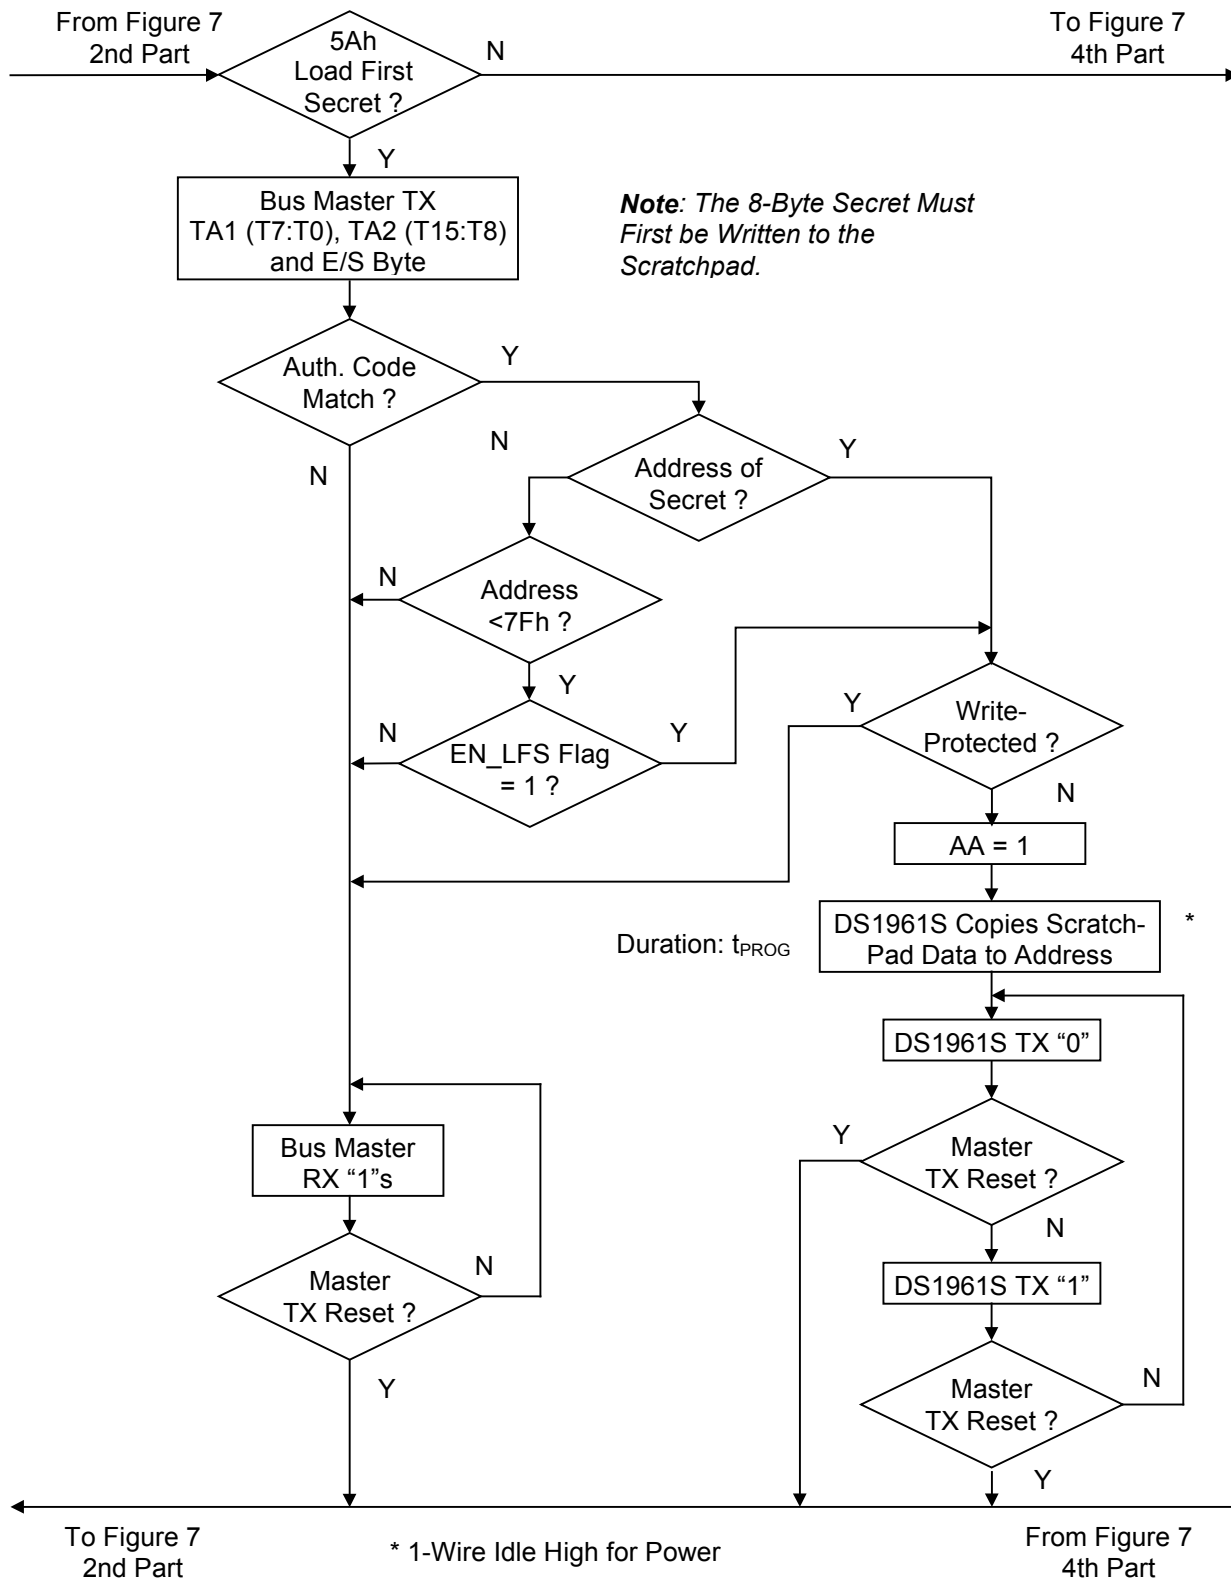 From Figure 7
2nd Part
5Ah
Load First
Secret ?
N
To Figure 7
4th Part
Y
Bus Master TX
TA1 (T7:T0), TA2 (T15:T8)
and E/S Byte
Note: The 8-Byte Secret Must
First be Written to the
Scratchpad.
Auth. Code
Match ?
Y
N
N
Address of
Secret ?
Y
N
Address
<7Fh ?
Y
N
EN_LFS Flag
= 1 ?
Y
Y
Write-
Protected ?
N
AA = 1
Duration: tPROG
DS1961S Copies Scratch-
Pad Data to Address
*
DS1961S TX “0”
Y
Master
TX Reset ?
N
Bus Master
RX “1”s
DS1961S TX “1”
Master
TX Reset ?
N
Y
Master
TX Reset ?
N
Y
To Figure 7
2nd Part
* 1-Wire Idle High for Power
From Figure 7
4th Part